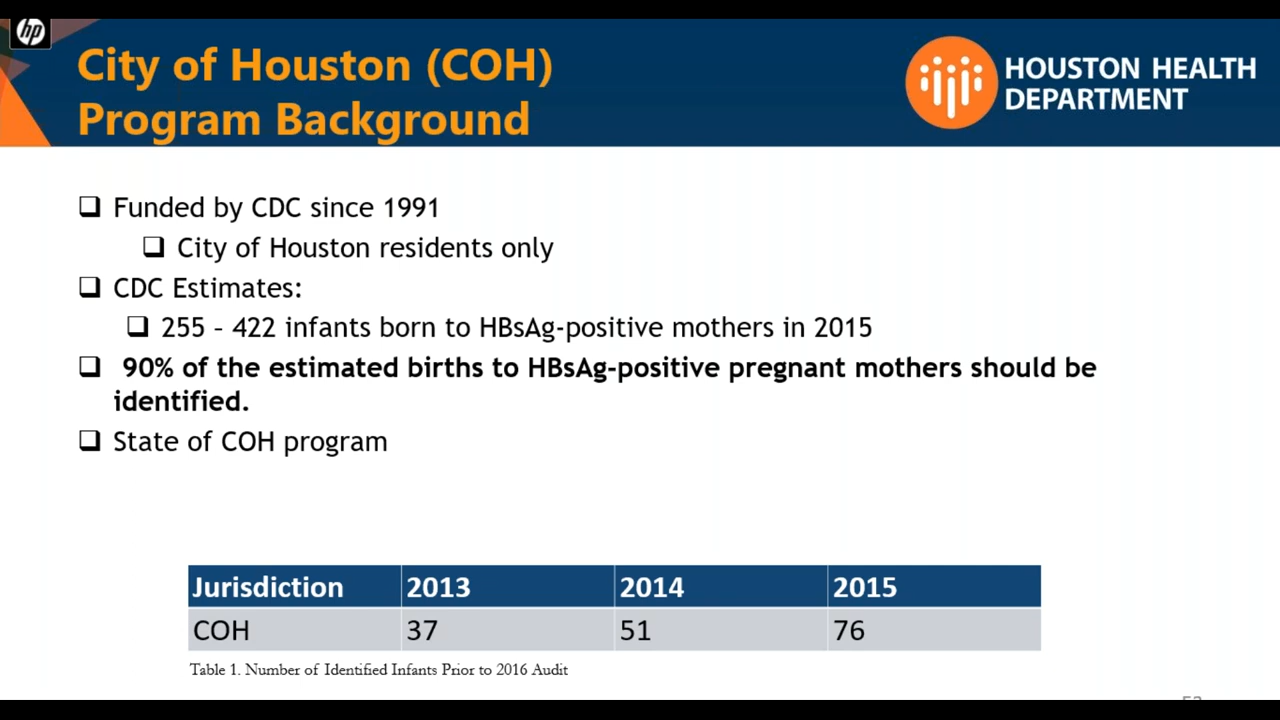 hp
City of Houston (COH)
Program Background
HOUSTON HEALTH
DEPARTMENT
❑ Funded by CDC since 1991
❑ City of Houston residents only
❑ CDC Estimates:
❑ 255 – 422 infants born to HBsAg-positive mothers in 2015
❑ 90% of the estimated births to HBsAg-positive pregnant mothers should be
identified.
❑ State of COH program
Jurisdiction 2013 2014 2015
COH 37 51 76
Table 1. Number of Identified Infants Prior to 2016 Audit